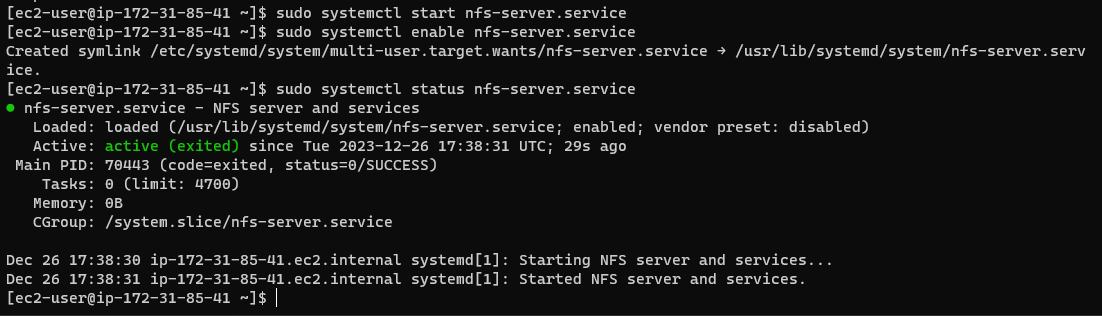 [ec2-user@ip-172-31-85-41 ~]$ sudo systemctl start nfs-server.service
[ec2-user@ip-172-31-85-41 ~]$ sudo systemctl enable nfs-server.service
Created symlink /etc/systemd/system/multi-user.target.wants/nfs-server.service → /usr/lib/systemd/system/nfs-server.serv
ice.
[ec2-user@ip-172-31-85-41 ~]$ sudo systemctl status nfs-server.service
● nfs-server.service - NFS server and services
   Loaded: loaded (/usr/lib/systemd/system/nfs-server.service; enabled; vendor preset: disabled)
   Active: active (exited) since Tue 2023-12-26 17:38:31 UTC; 29s ago
 Main PID: 70443 (code=exited, status=0/SUCCESS)
    Tasks: 0 (limit: 4700)
   Memory: 0B
   CGroup: /system.slice/nfs-server.service

Dec 26 17:38:30 ip-172-31-85-41.ec2.internal systemd[1]: Starting NFS server and services...
Dec 26 17:38:31 ip-172-31-85-41.ec2.internal systemd[1]: Started NFS server and services.
[ec2-user@ip-172-31-85-41 ~]$